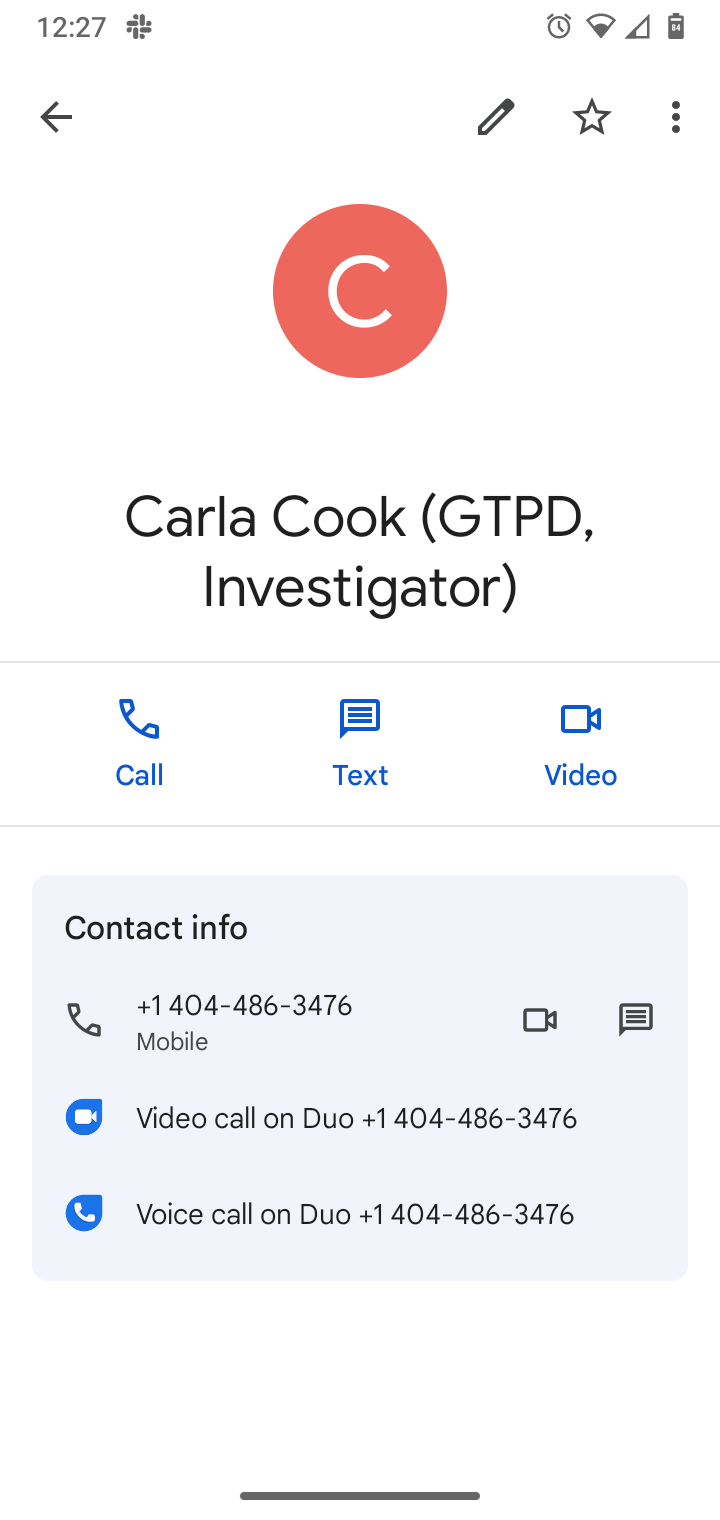 12:27
84
C
Carla Cook (GTPD,
Investigator)
Call
Text
Video
Contact info
+1 404-486-3476
Mobile
Video call on Duo +1 404-486-3476
Voice call on Duo +1 404-486-3476